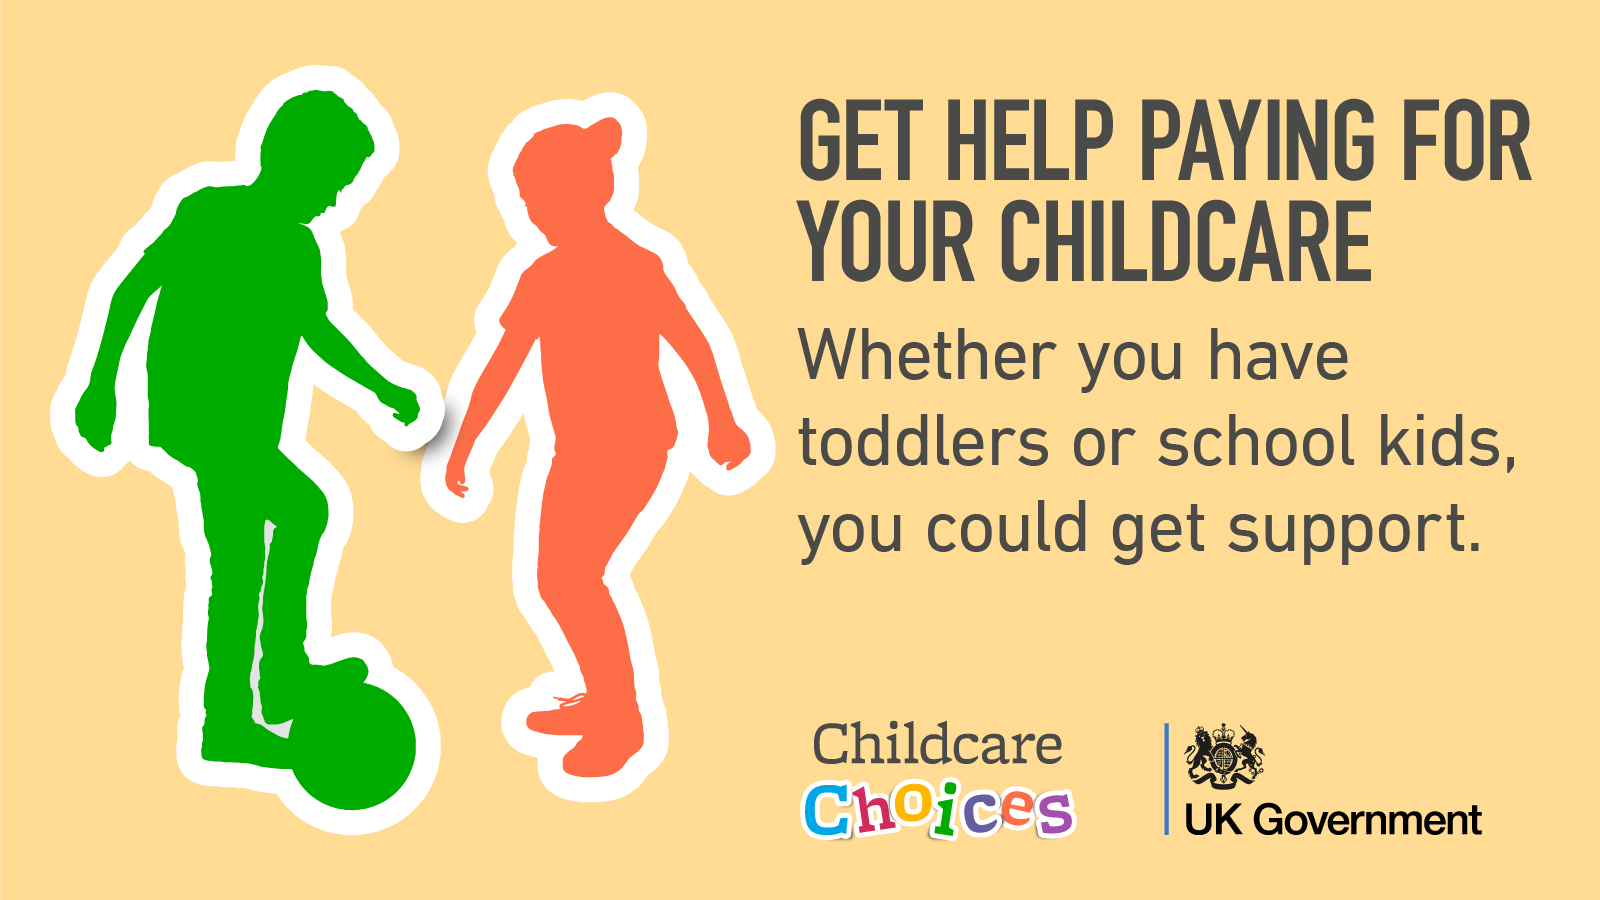 GET HELP PAYING FOR
YOUR CHILDCARE
Whether you have
toddlers or school kids,
you could get support.
Childcare
Choices
UK Government